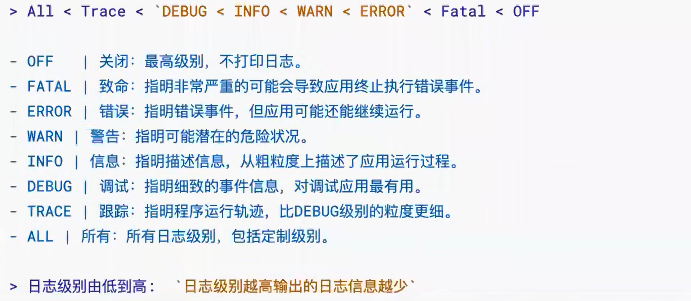 > All < Trace < `DEBUG < INFO < WARN < ERROR` < Fatal < OFF
- OFF | 关闭：最高级别，不打印日志。
- FATAL | 致命：指明非常严重的可能会导致应用终止执行错误事件。
- ERROR | 错误：指明错误事件，但应用可能还能继续运行。
- WARN | 警告：指明可能潜在的危险状况。
- INFO | 信息：指明描述信息，从粗粒度上描述了应用运行过程。
- DEBUG | 调试：指明细致的事件信息，对调试应用最有用。
- TRACE | 跟踪：指明程序运行轨迹，比DEBUG级别的粒度更细。
- ALL | 所有：所有日志级别，包括定制级别。
> 日志级别由低到高： `日志级别越高输出的日志信息越少`